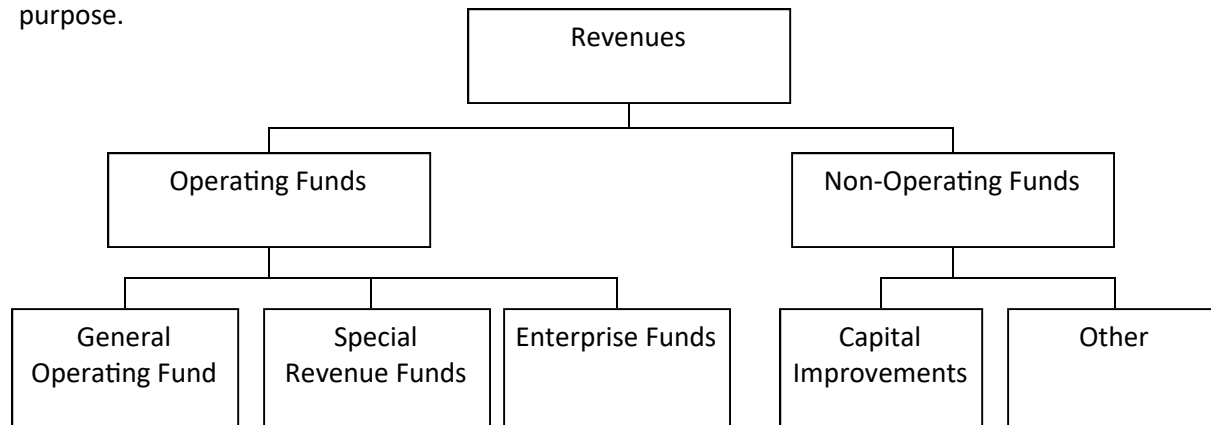 purpose.
Revenues
Operating Funds
Non-Operating Funds
General
Operating Fund
Special
Revenue Funds
Enterprise Funds
Capital
Improvements
Other